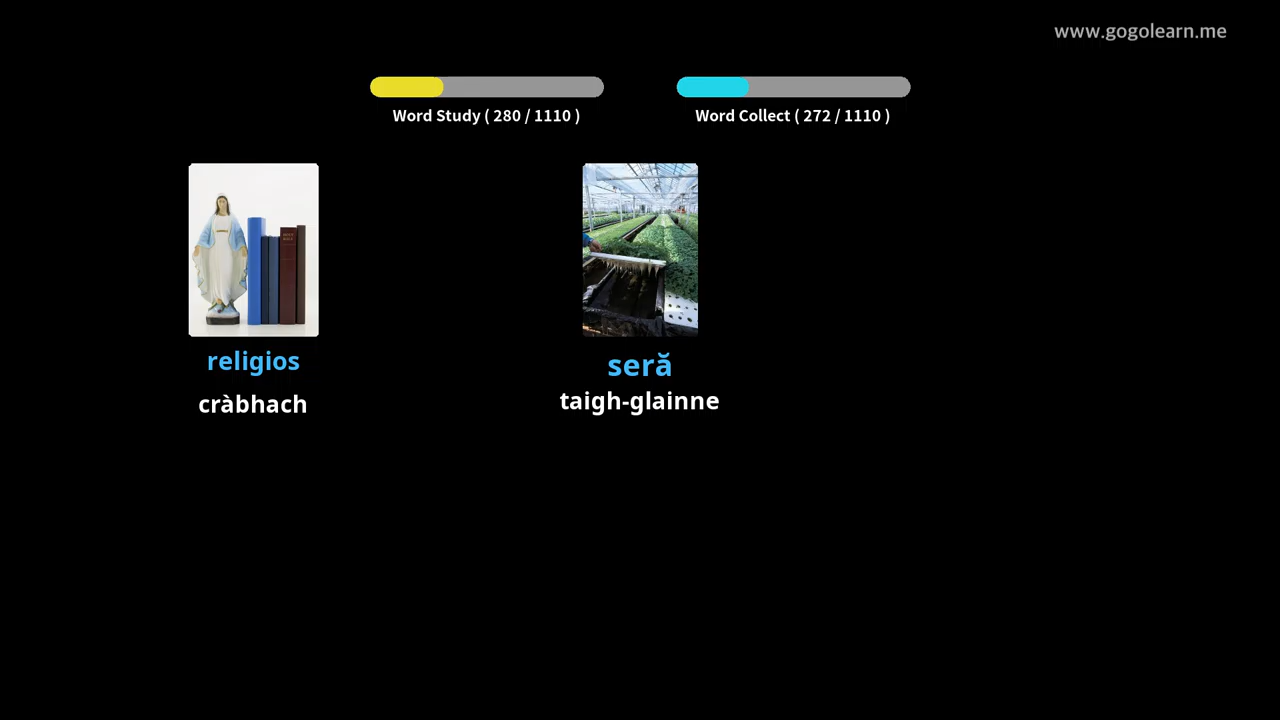 www.gogolearn.me
Word Study ( 280 / 1110 )
Word Collect ( 272 / 1110 )
religios
cràbhach
seră
taigh-glainne